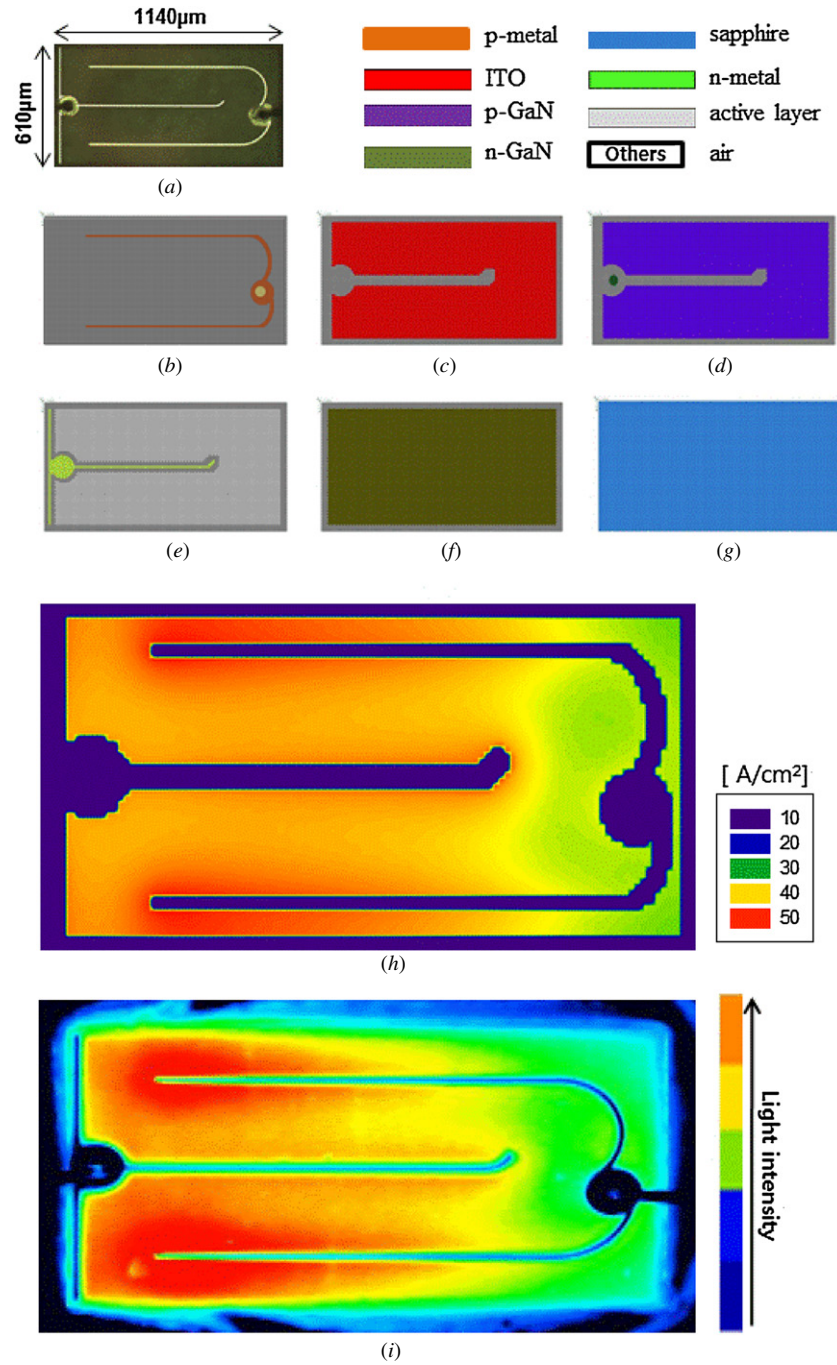 1140μm
610μm
(a)
p-metal
ITO
p-GaN
n-GaN
sapphire
n-metal
active layer
Others
air
(b)
(c)
(d)
(e)
(f)
(g)
[ A/cm²]
10
20
30
40
50
(h)
Light intensity
(i)